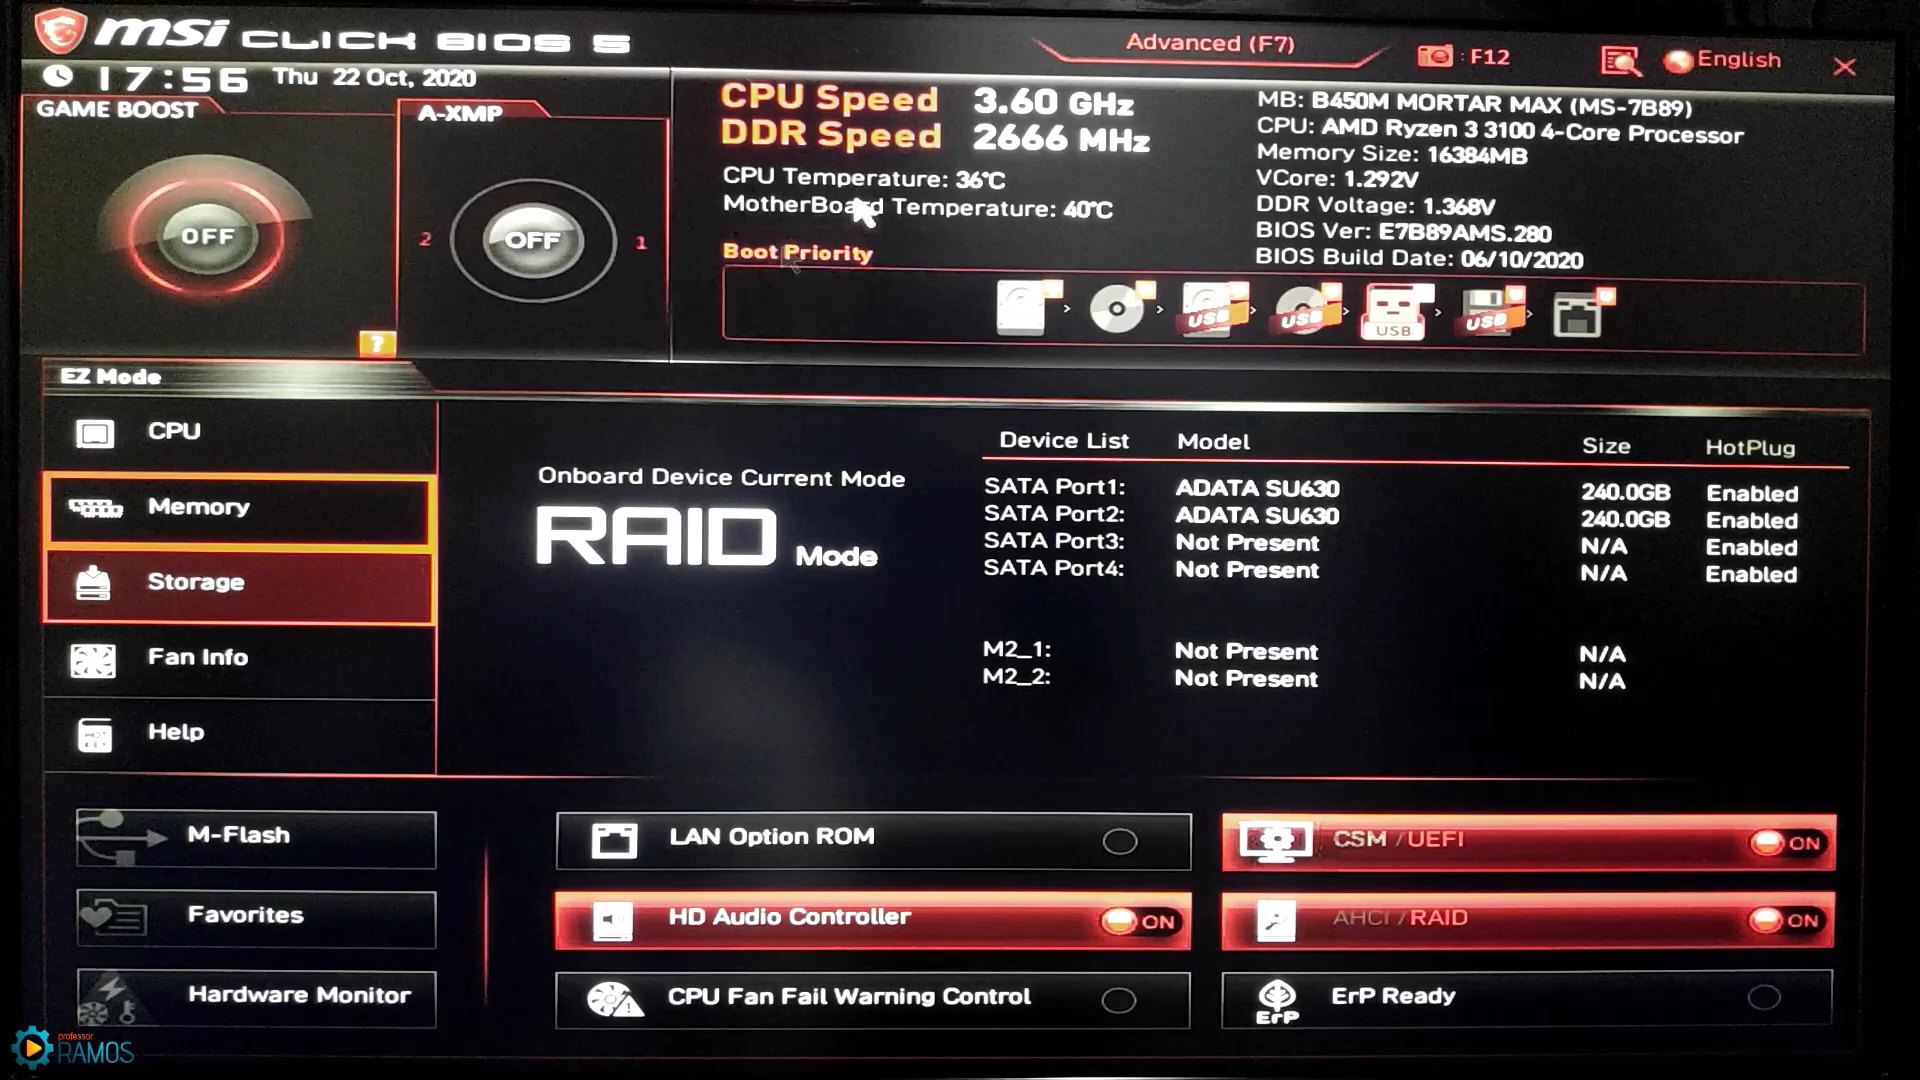 msi CLICK BIOS 5
Advanced (F7)
: F12
English
17:56 Thu 22 Oct, 2020
GAME BOOST
OFF
?
A-XMP
2 OFF 1
CPU Speed 3.60 GHz
DDR Speed 2666 MHz
CPU Temperature: 36°C
MotherBoard Temperature: 40°C
MB: B450M MORTAR MAX (MS-7B89)
CPU: AMD Ryzen 3 3100 4-Core Processor
Memory Size: 16384MB
VCore: 1.292V
DDR Voltage: 1.368V
BIOS Ver: E7B89AMS.280
BIOS Build Date: 06/10/2020
Boot Priority
USB USB USB USB
EZ Mode
CPU
Memory
Storage
Fan Info
HOT KEY Help
Onboard Device Current Mode
RAID Mode
Device List Model Size HotPlug
SATA Port1: ADATA SU630 240.0GB Enabled
SATA Port2: ADATA SU630 240.0GB Enabled
SATA Port3: Not Present N/A Enabled
SATA Port4: Not Present N/A Enabled
M2_1: Not Present N/A
M2_2: Not Present N/A
M-Flash
Favorites
Hardware Monitor
LAN Option ROM
HD Audio Controller ON
CPU Fan Fail Warning Control
CSM /UEFI ON
AHCI /RAID ON
ErP ErP Ready
professor
RAMOS